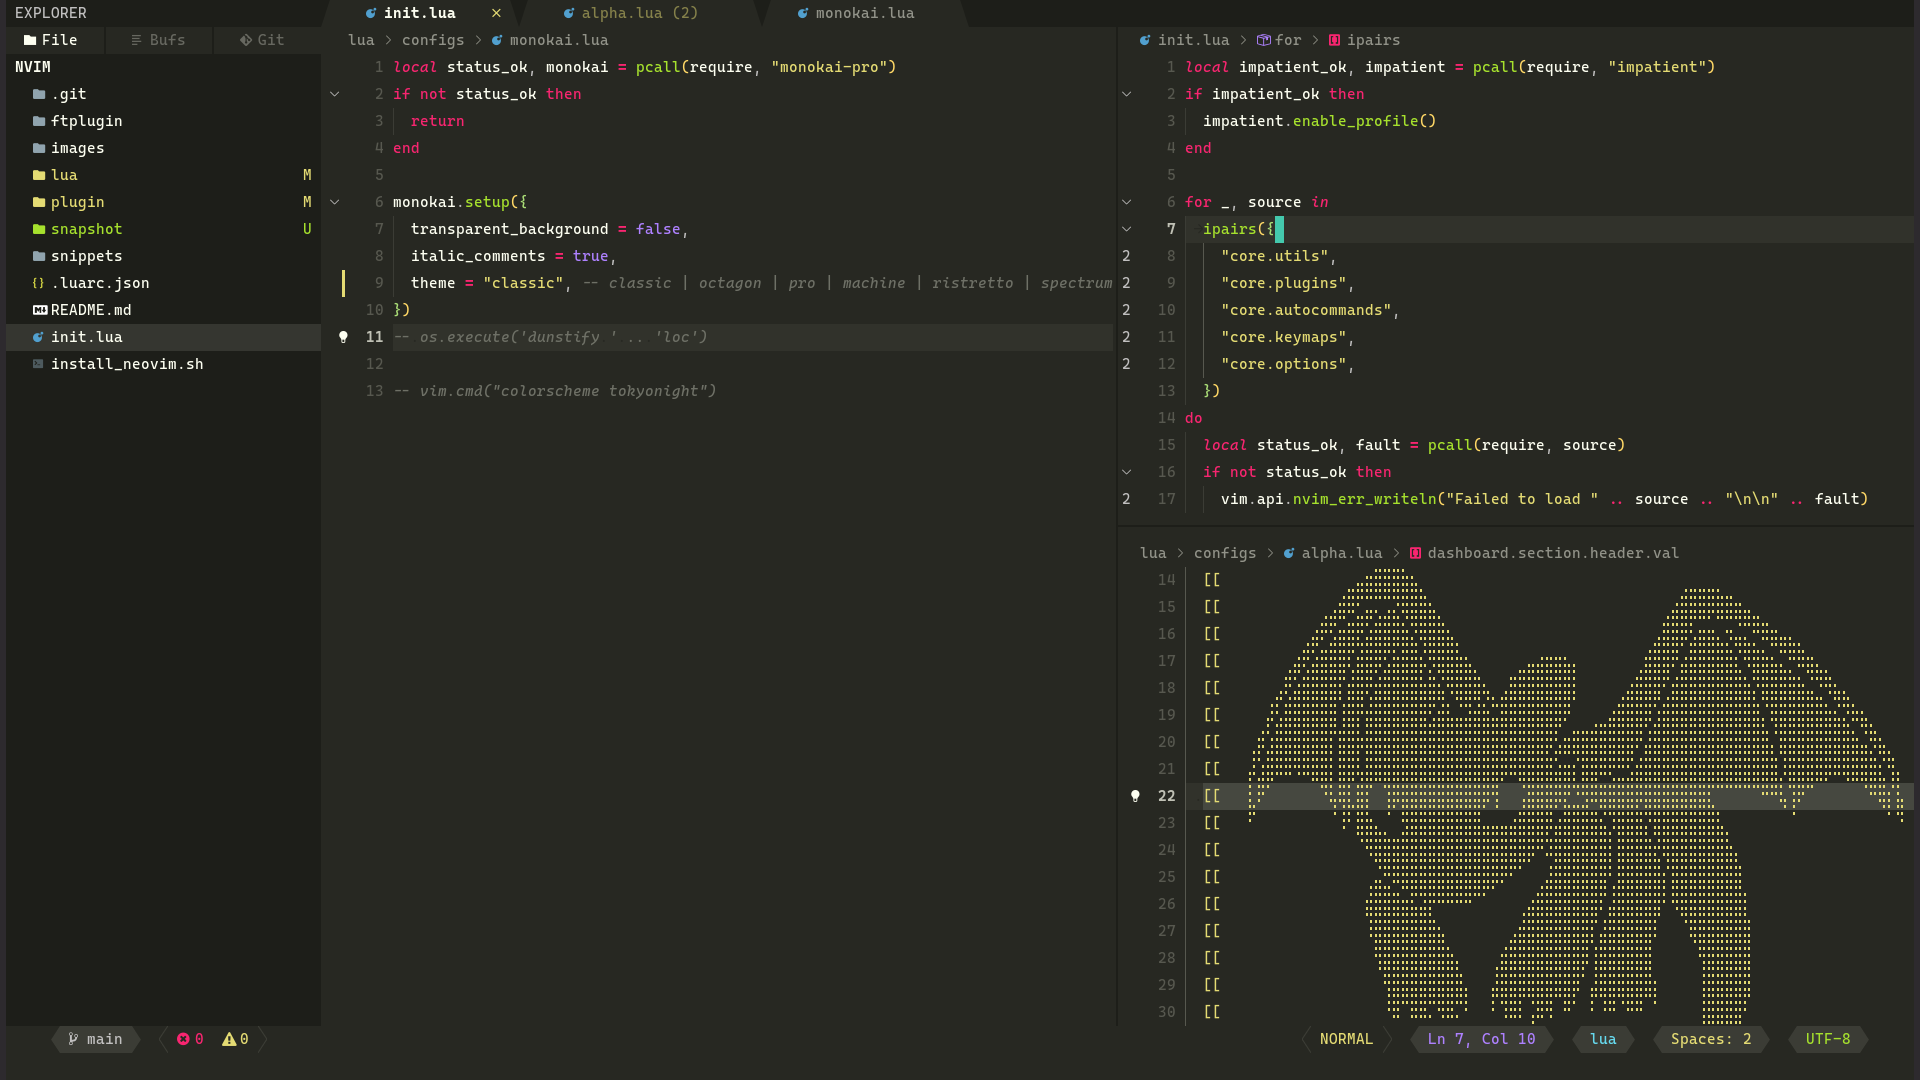 EXPLORER
File Bufs Git
NVIM
.git
ftplugin
images
lua M
plugin M
snapshot U
snippets
{} .luarc.json
README.md
init.lua
install_neovim.sh
init.lua ×
alpha.lua (2)
monokai.lua
lua > configs > monokai.lua
1 local status_ok, monokai = pcall(require, "monokai-pro")
2 if not status_ok then
3 return
4 end
5
6 monokai.setup({
7 transparent_background = false,
8 italic_comments = true,
9 theme = "classic", -- classic | octagon | pro | machine | ristretto | spectrum
10 })
11 -- os.execute('dunstify ' .. 'loc')
12
13 -- vim.cmd("colorscheme tokyonight")
init.lua > for > ipairs
1 local impatient_ok, impatient = pcall(require, "impatient")
2 if impatient_ok then
3 impatient.enable_profile()
4 end
5
6 for _, source in
7 ipairs({
2 8 "core.utils",
2 9 "core.plugins",
2 10 "core.autocommands",
2 11 "core.keymaps",
2 12 "core.options",
13 })
14 do
15 local status_ok, fault = pcall(require, source)
16 if not status_ok then
2 17 vim.api.nvim_err_writeln("Failed to load " .. source .. "\n\n" .. fault)
lua > configs > alpha.lua > dashboard.section.header.val
14 [[
15 [[
16 [[
17 [[
18 [[
19 [[
20 [[
21 [[
22 [[
23 [[
24 [[
25 [[
26 [[
27 [[
28 [[
29 [[
30 [[
main 0 0 NORMAL Ln 7, Col 10 lua Spaces: 2 UTF-8